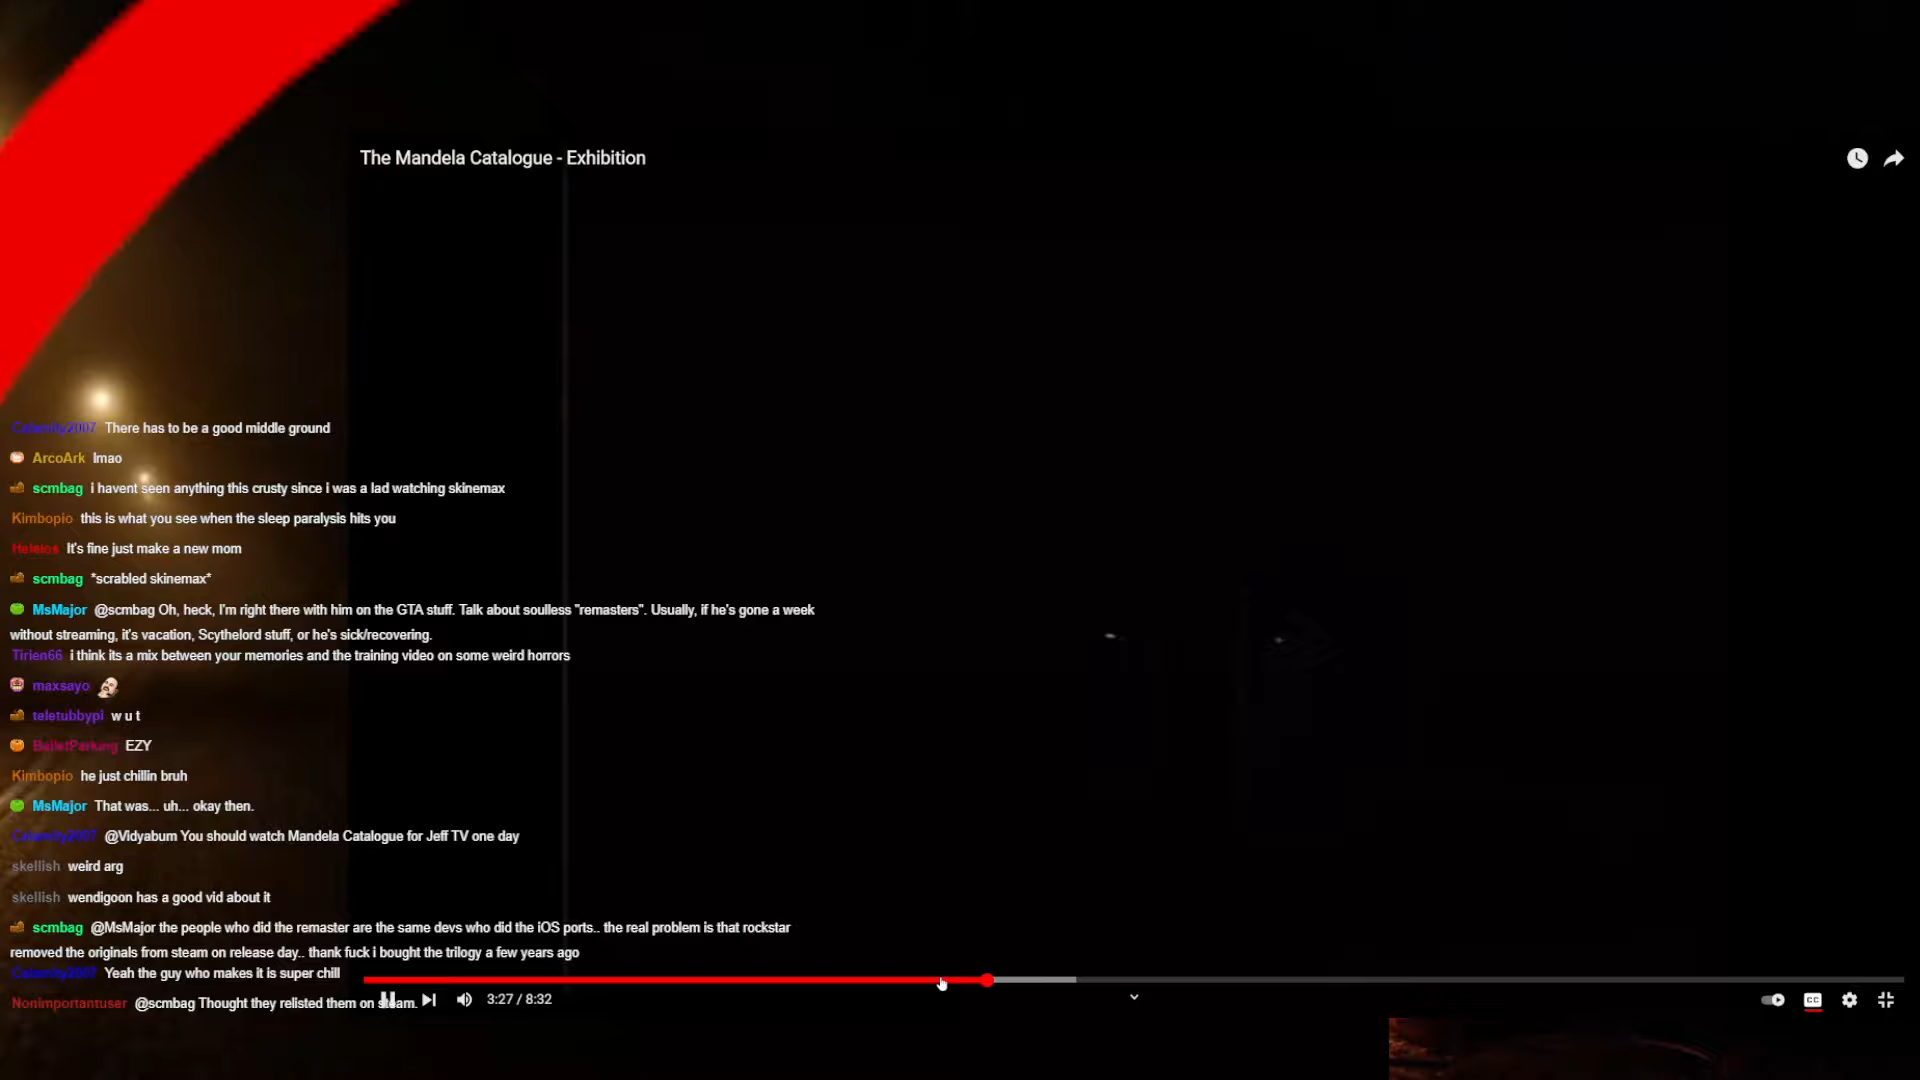 The Mandela Catalogue - Exhibition
Calamity2007 There has to be a good middle ground
ArcoArk lmao
scmbag i havent seen anything this crusty since i was a lad watching skinemax
Kimbopio this is what you see when the sleep paralysis hits you
It's fine just make a new mom
scmbag *scrabled skinemax*
MsMajor @scmbag Oh, heck, I'm right there with him on the GTA stuff. Talk about soulless "remasters". Usually, if he's gone a week
without streaming, it's vacation, Scythelord stuff, or he's sick/recovering.
Tirien66 i think its a mix between your memories and the training video on some weird horrors
maxsayo
teletubbypi w u t
EZY
Kimbopio he just chillin bruh
MsMajor That was... uh... okay then.
Calamity2007 @Vidyabum You should watch Mandela Catalogue for Jeff TV one day
skellish weird arg
skellish wendigoon has a good vid about it
scmbag @MsMajor the people who did the remaster are the same devs who did the iOS ports.. the real problem is that rockstar
removed the originals from steam on release day.. thank fuck i bought the trilogy a few years ago
Calamity2007 Yeah the guy who makes it is super chill
Nonimportantuser @scmbag Thought they relisted them on steam.
3:27 / 8:32
CC